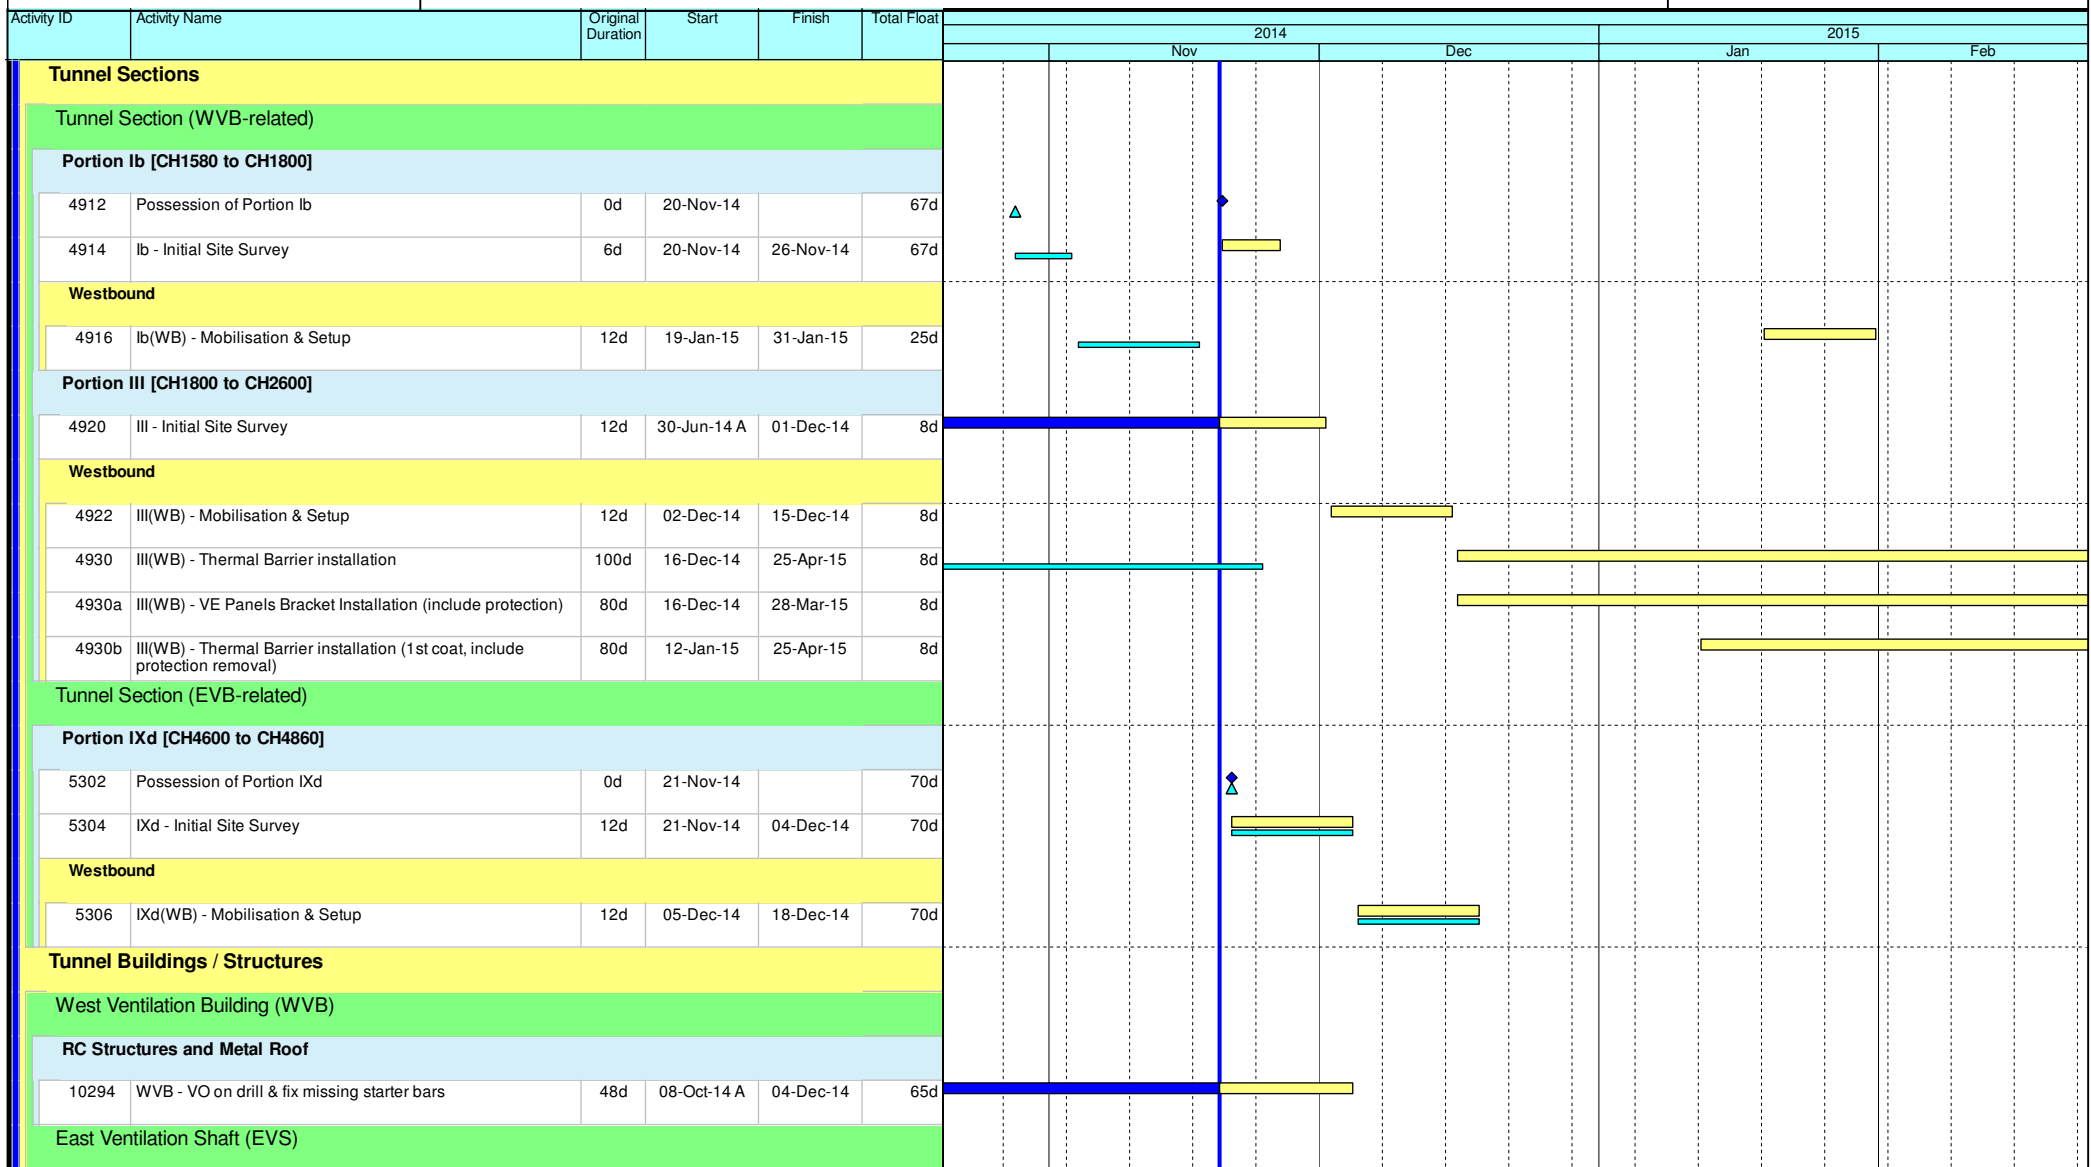 Activity ID Activity Name Original Duration Start Finish Total Float
2014 2015
Nov Dec Jan Feb
Tunnel Sections
Tunnel Section (WVB-related)
Portion Ib [CH1580 to CH1800]
4912 Possession of Portion Ib 0d 20-Nov-14 67d
4914 Ib - Initial Site Survey 6d 20-Nov-14 26-Nov-14 67d
Westbound
4916 Ib(WB) - Mobilisation & Setup 12d 19-Jan-15 31-Jan-15 25d
Portion III [CH1800 to CH2600]
4920 III - Initial Site Survey 12d 30-Jun-14 A 01-Dec-14 8d
Westbound
4922 III(WB) - Mobilisation & Setup 12d 02-Dec-14 15-Dec-14 8d
4930 III(WB) - Thermal Barrier installation 100d 16-Dec-14 25-Apr-15 8d
4930a III(WB) - VE Panels Bracket Installation (include protection) 80d 16-Dec-14 28-Mar-15 8d
4930b III(WB) - Thermal Barrier installation (1st coat, include 80d 12-Jan-15 25-Apr-15 8d
protection removal)
Tunnel Section (EVB-related)
Portion IXd [CH4600 to CH4860]
5302 Possession of Portion IXd 0d 21-Nov-14 70d
5304 IXd - Initial Site Survey 12d 21-Nov-14 04-Dec-14 70d
Westbound
5306 IXd(WB) - Mobilisation & Setup 12d 05-Dec-14 18-Dec-14 70d
Tunnel Buildings / Structures
West Ventilation Building (WVB)
RC Structures and Metal Roof
10294 WVB - VO on drill & fix missing starter bars 48d 08-Oct-14 A 04-Dec-14 65d
East Ventilation Shaft (EVS)